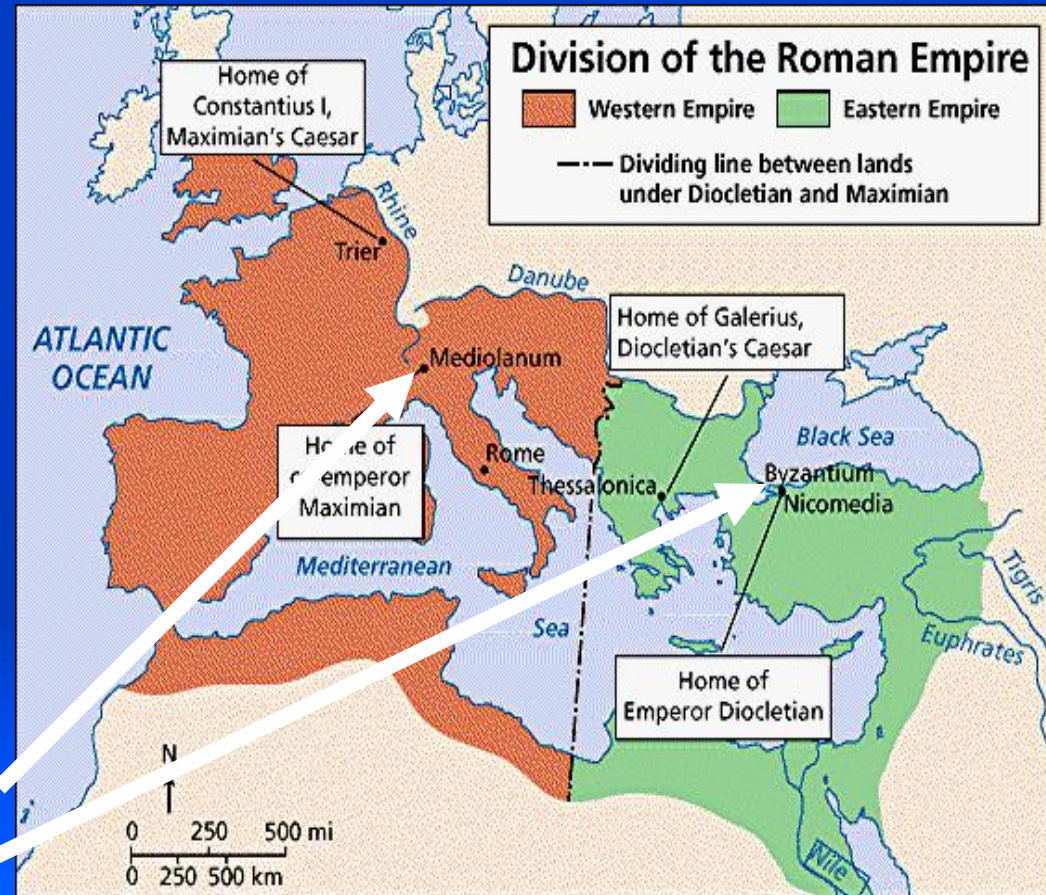 Division of the Roman Empire
Western Empire
Eastern Empire
Dividing line between lands
under Diocletian and Maximian
Home of
Constantius I,
Maximian's Caesar
Rhine
Trier
Danube
Home of Galerius,
Diocletian's Caesar
ATLANTIC
OCEAN
Mediolanum
Black Sea
Home of
emperor
Maximian
Rome
Thessalonica
Byzantium
Nicomedia
Mediterranean
Sea
Tigris
Euphrates
Home of
Emperor Diocletian
N
0 250 500 mi
0 250 500 km
Nile